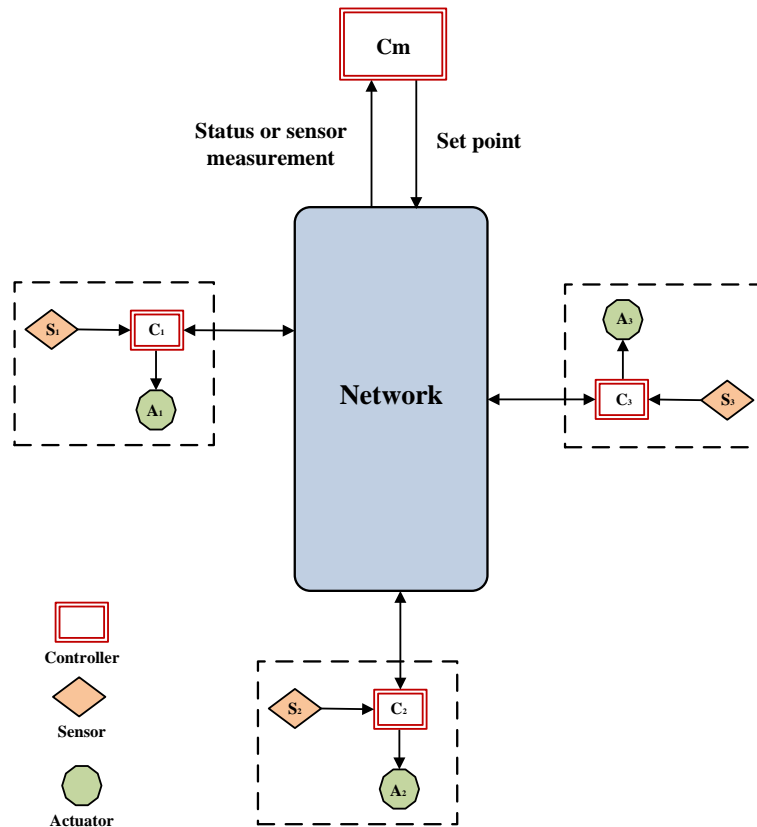 Cm
Status or sensor
measurement
Set point
S₁
C₁
A₁
Network
A₃
C₃
S₃
S₂
C₂
A₂
Controller
Sensor
Actuator